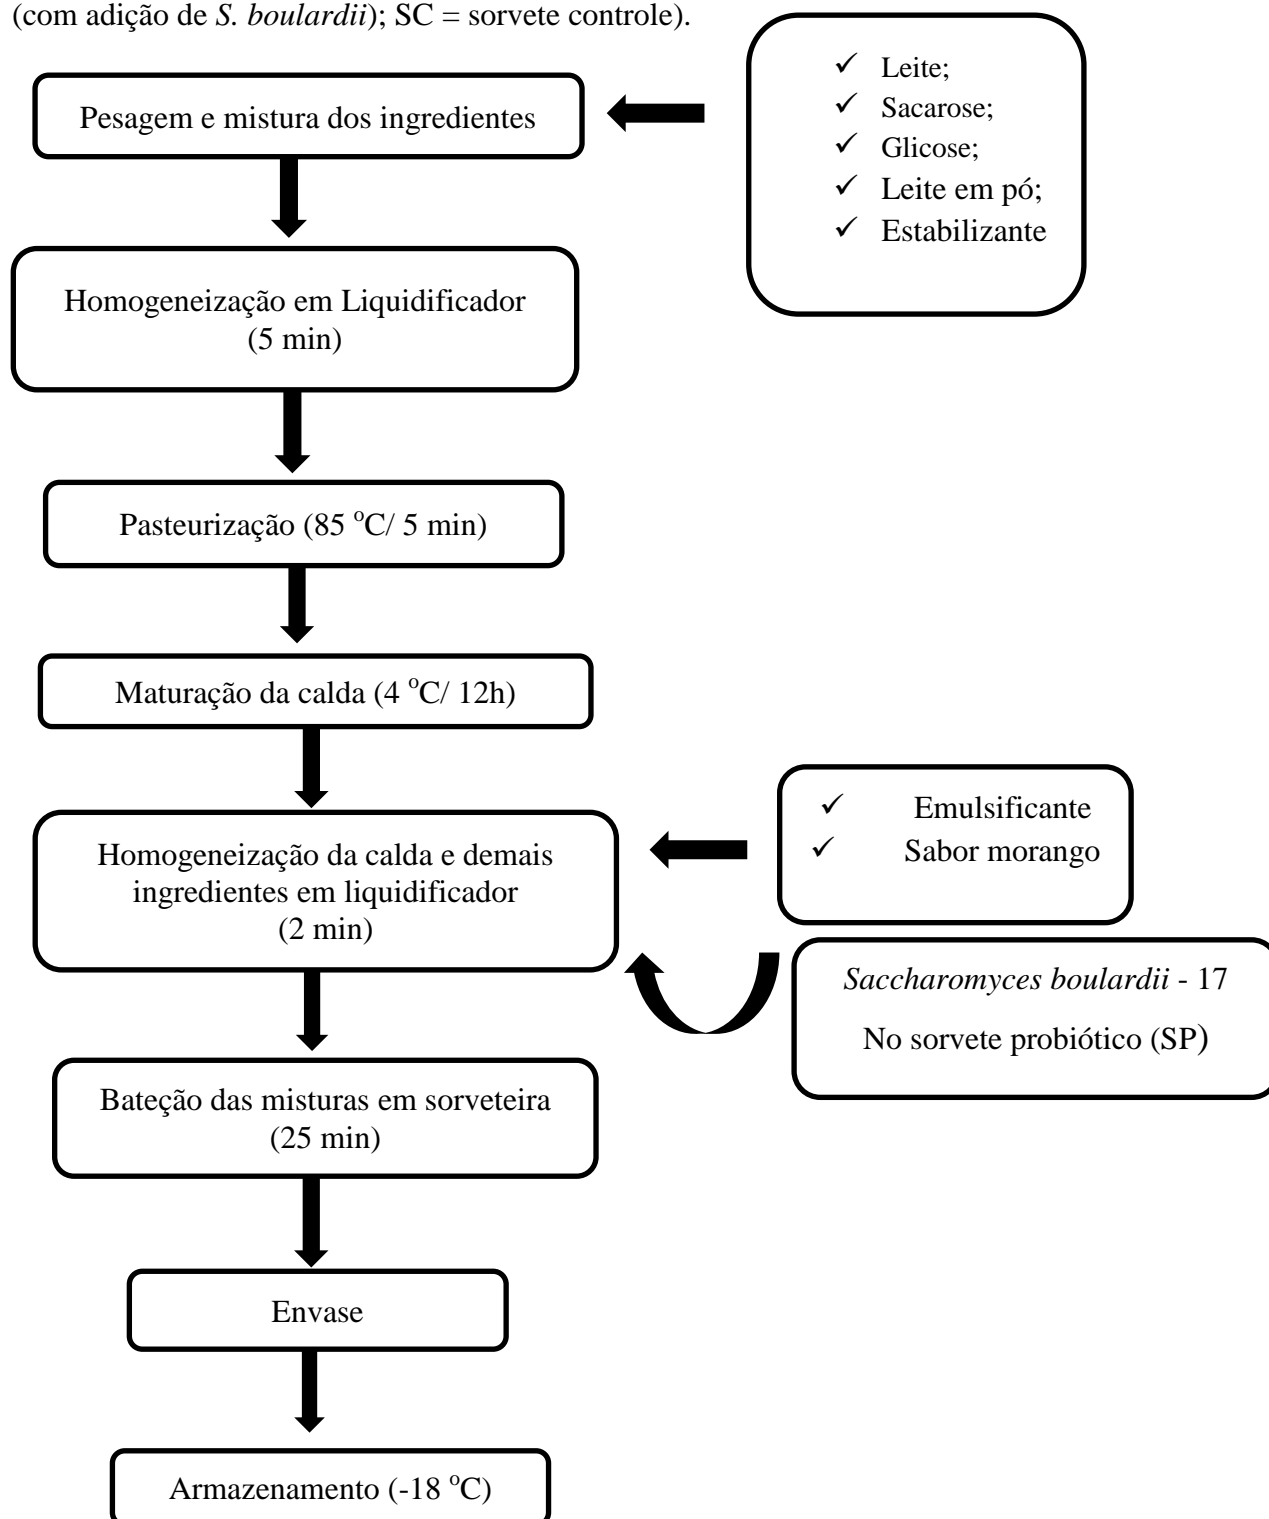 (com adição de S. boulardii); SC = sorvete controle).
Pesagem e mistura dos ingredientes
✓ Leite;
✓ Sacarose;
✓ Glicose;
✓ Leite em pó;
✓ Estabilizante
Homogeneização em Liquidificador
(5 min)
Pasteurização (85 ºC/ 5 min)
Maturação da calda (4 ºC/ 12h)
Homogeneização da calda e demais
ingredientes em liquidificador
(2 min)
✓ Emulsificante
✓ Sabor morango
Saccharomyces boulardii - 17
No sorvete probiótico (SP)
Bateção das misturas em sorveteira
(25 min)
Envase
Armazenamento (-18 ºC)